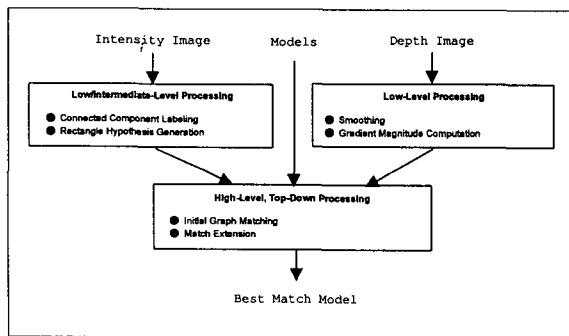 Intensity Image
Models
Depth Image
Low/Intermediate-Level Processing
● Connected Component Labeling
● Rectangle Hypothesis Generation
Low-Level Processing
● Smoothing
● Gradient Magnitude Computation
High-Level, Top-Down Processing
● Initial Graph Matching
● Match Extension
Best Match Model